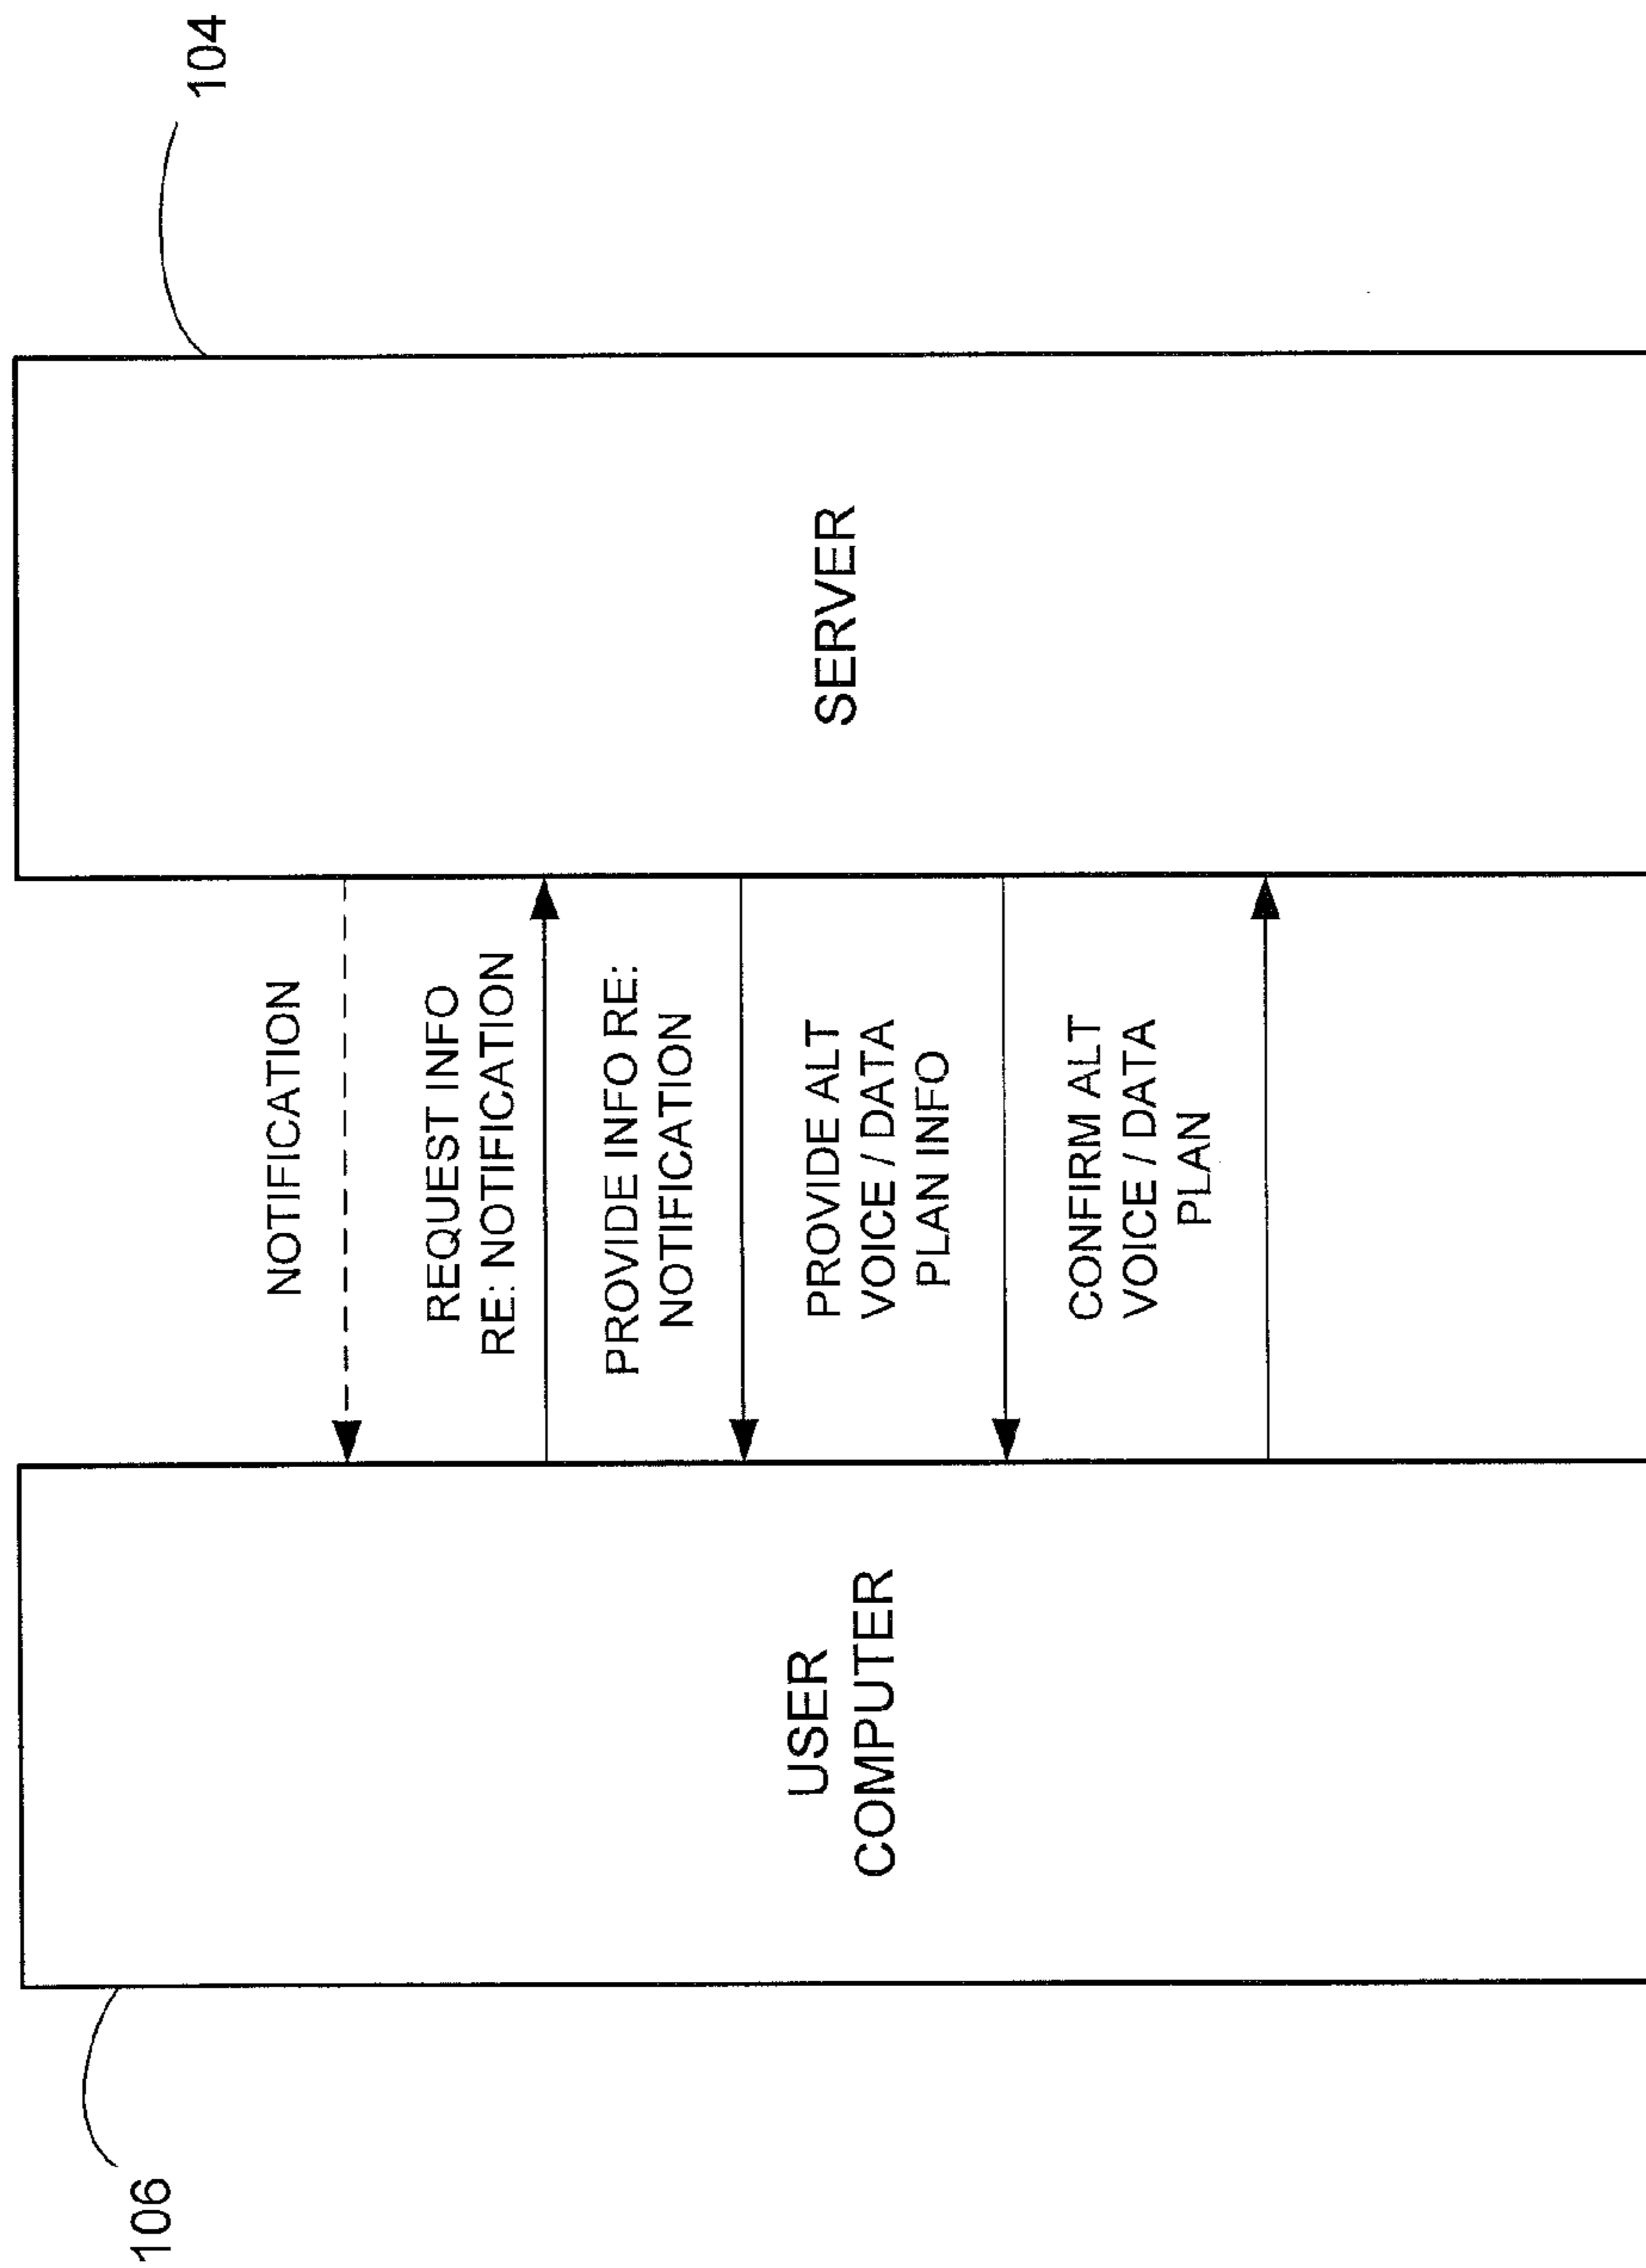 106
104
USER
COMPUTER
SERVER
NOTIFICATION
REQUEST INFO
RE: NOTIFICATION
PROVIDE INFO RE:
NOTIFICATION
PROVIDE ALT
VOICE / DATA
PLAN INFO
CONFIRM ALT
VOICE / DATA
PLAN